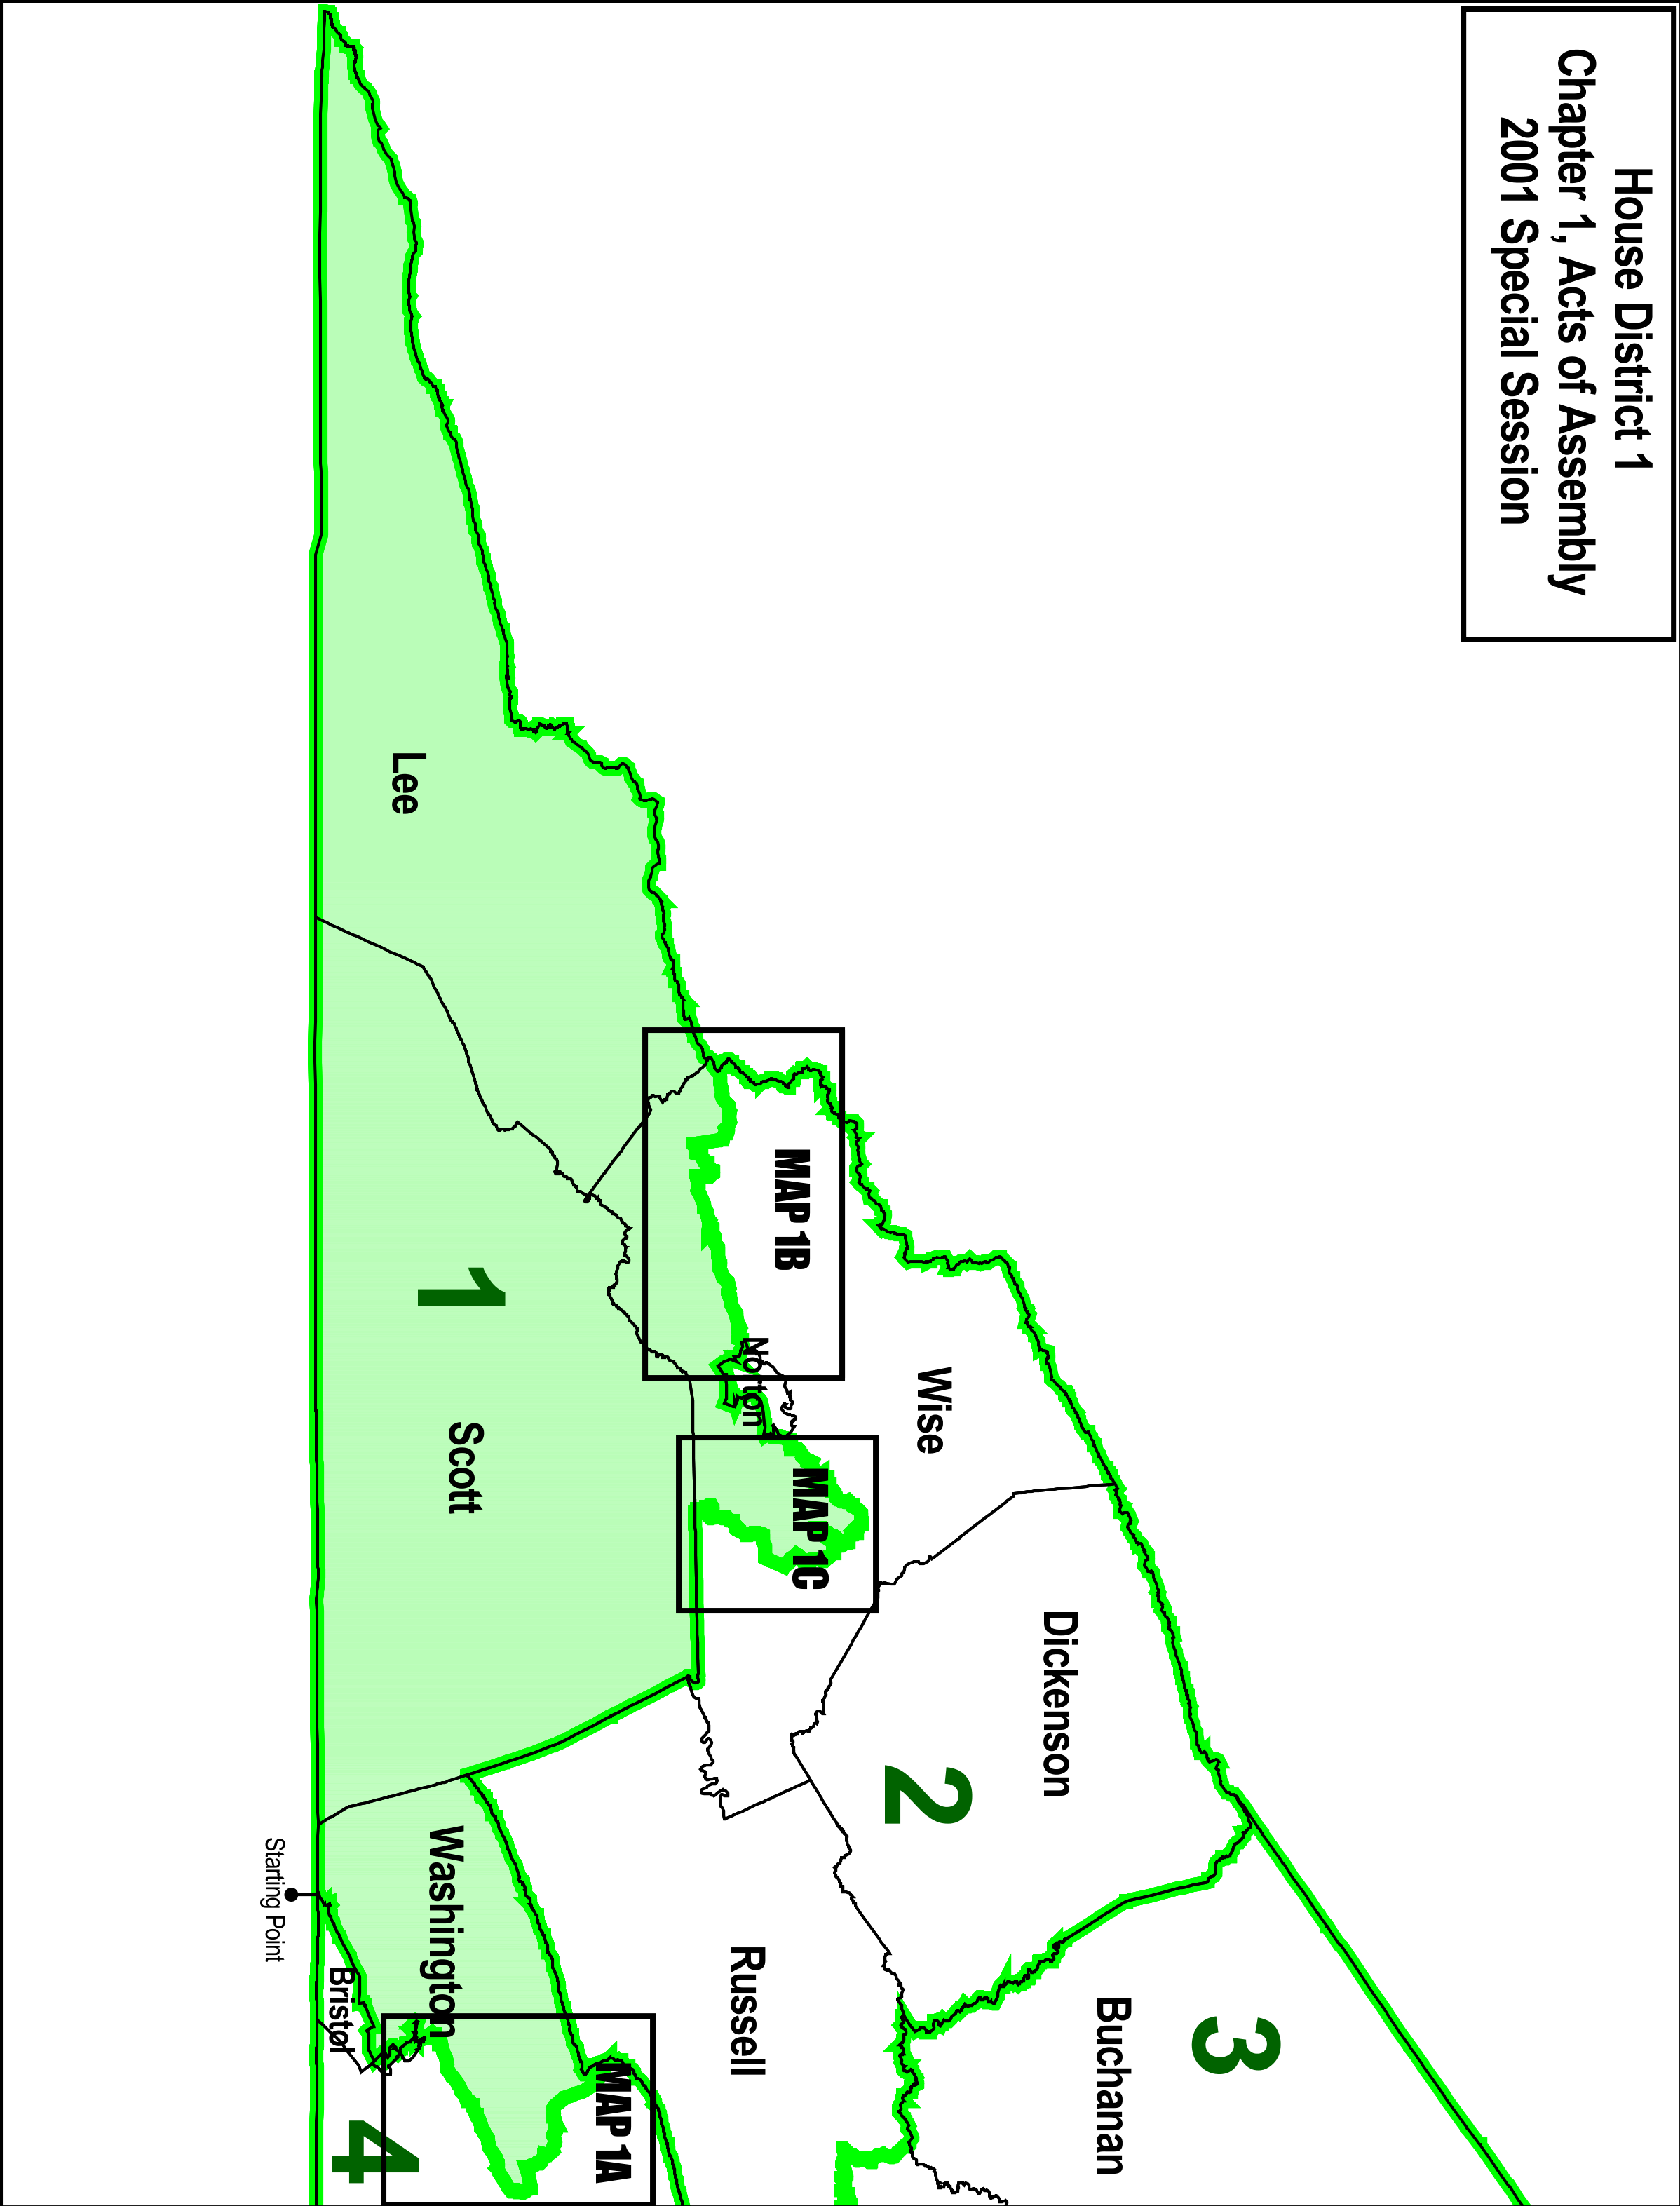 House District 1
Chapter 1, Acts of Assembly
2001 Special Session
3
Buchanan
Dickenson
2
Wise
MAP 1B
Norton
MAP 1C
Russell
Lee
1
Scott
Washington
MAP 1A
Bristol
4
Starting Point